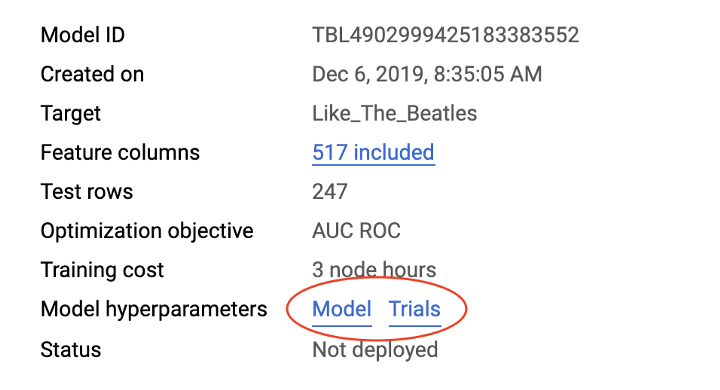 Model ID TBL4902999425183383552
Created on Dec 6, 2019, 8:35:05 AM
Target Like_The_Beatles
Feature columns 517 included
Test rows 247
Optimization objective AUC ROC
Training cost 3 node hours
Model hyperparameters Model Trials
Status Not deployed